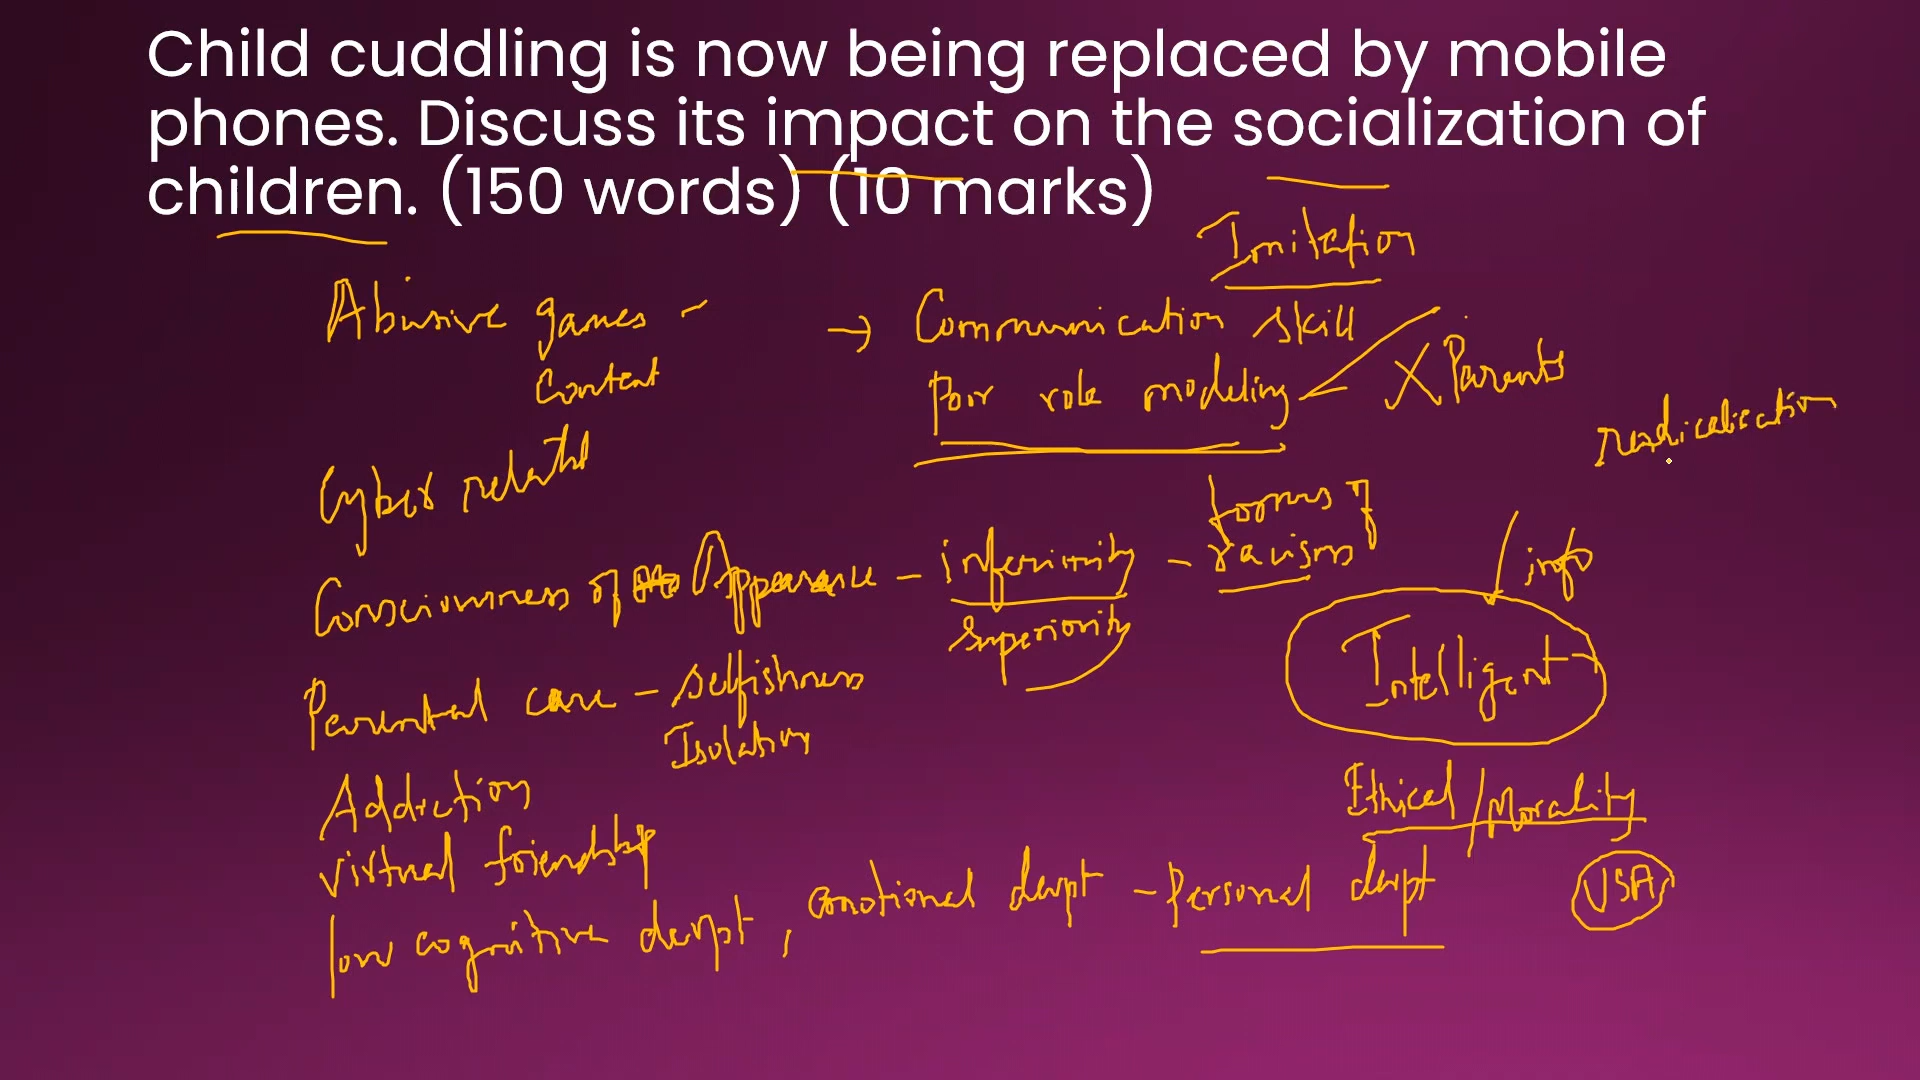 Child cuddling is now being replaced by mobile
phones. Discuss its impact on the socialization of
children. (150 words) (10 marks)
Imitation
Abusive games -
Content
→ Communication skill
Poor role modeling
X Parents
radicalisation
Cyber related
Consciousness of Appearance - inferiority - forms of
racism
Superiority
info
Intelligent
Parental care - selfishness
Isolation
Addiction
Virtual friendship
Ethical / Morality
USA
low cognitive devpt, emotional devpt - Personal devpt